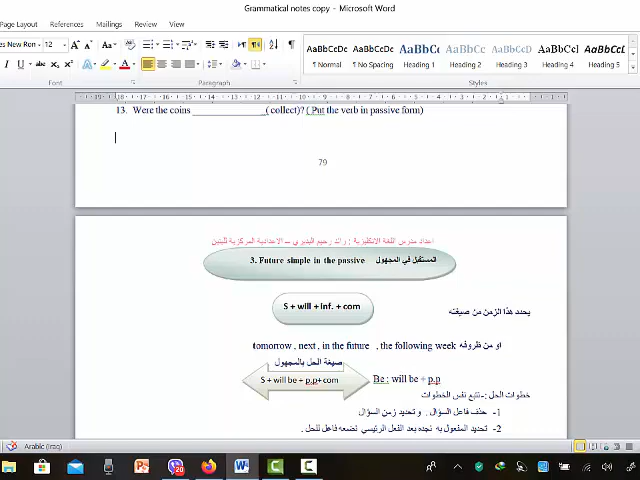 Grammatical notes copy - Microsoft Word
Page Layout References Mailings Review View
New Ron 12
AaBbCcDc AaBbCcDc AaBbCc AaBbCc AaBbCcD AaBbCc AaBbCcL
¶ Normal ¶ No Spacing Heading 1 Heading 2 Heading 3 Heading 4 Heading 5
Font Paragraph Styles
13. Were the coins ______________( collect)? ( Put the verb in passive form)
79
اعداد مدرس اللغة الانكليزية : رائد رحيم البديري – الاعدادية المركزية للبنين
3. Future simple in the passive المستقبل في المجهول
S + will + inf. + com
يحدد هذا الزمن من صيغته
او من ظروفه tomorrow , next , in the future , the following week
صيغة الحل بالمجهول
S + will be + p.p+ com
Be : will be + p.p
خطوات الحل :- نتبع نفس الخطوات
1- حذف فاعل السؤال . و تحديد زمن السؤال
2- تحديد المفعول به نجده بعد الفعل الرئيسي نضعه فاعل للحل .
Arabic (Iraq)
20